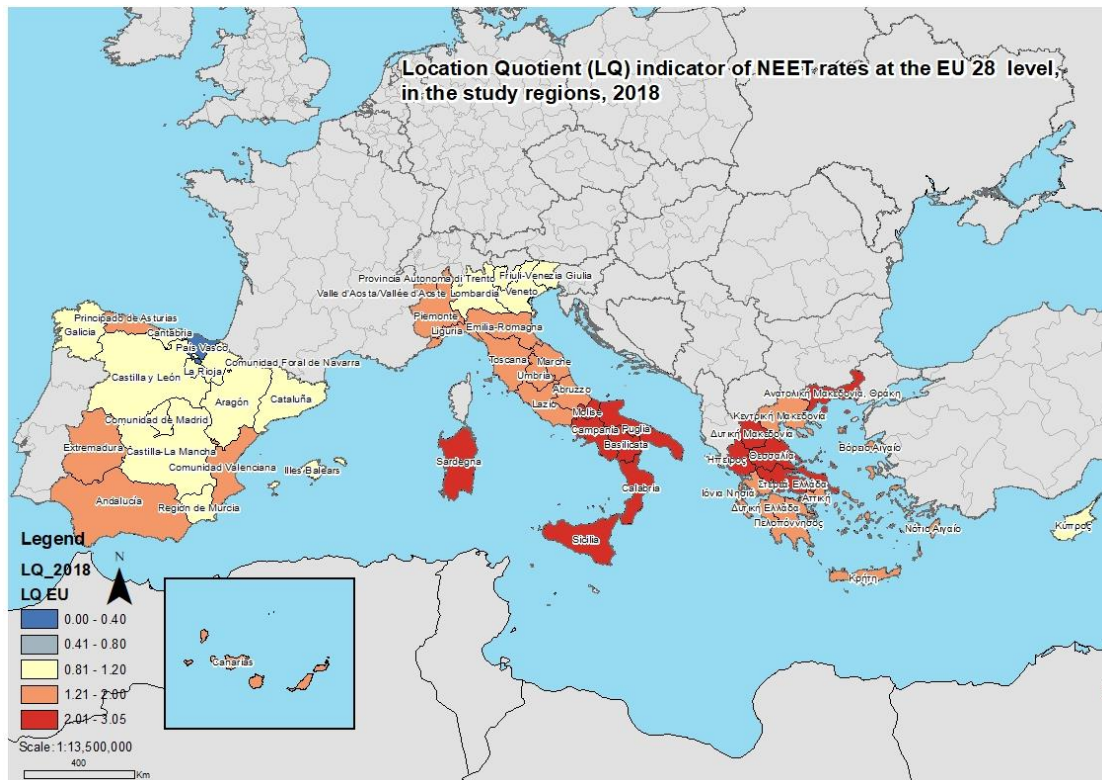 Location Quotient (LQ) indicator of NEET rates at the EU 28 level,
in the study regions, 2018
Provincia Autonoma di Trento
Friuli-Venezia Giulia
Valle d'Aosta/Vallée d'Aoste
Lombardia
Veneto
Piemonte
Emilia-Romagna
Liguria
Principado de Asturias
Galicia
Cantabria
País Vasco
Comunidad Foral de Navarra
La Rioja
Castilla y León
Aragón
Cataluña
Comunidad de Madrid
Extremadura
Castilla-La Mancha
Comunidad Valenciana
Illes Balears
Andalucía
Región de Murcia
Toscana
Marche
Umbria
Abruzzo
Lazio
Molise
Campania
Puglia
Basilicata
Sardegna
Calabria
Sicilia
Ανατολική Μακεδονία, Θράκη
Κεντρική Μακεδονία
Δυτική Μακεδονία
Ήπειρος
Θεσσαλία
Βόρειο Αιγαίο
Στερεά Ελλάδα
Ιόνια Νησιά
Αττική
Δυτική Ελλάδα
Πελοπόννησος
Νότιο Αιγαίο
Κρήτη
Κύπρος
Legend
LQ_2018
N
LQ EU
0.00 - 0.40
0.41 - 0.80
0.81 - 1.20
1.21 - 2.00
2.01 - 3.05
Canarias
Scale: 1:13,500,000
400
Km